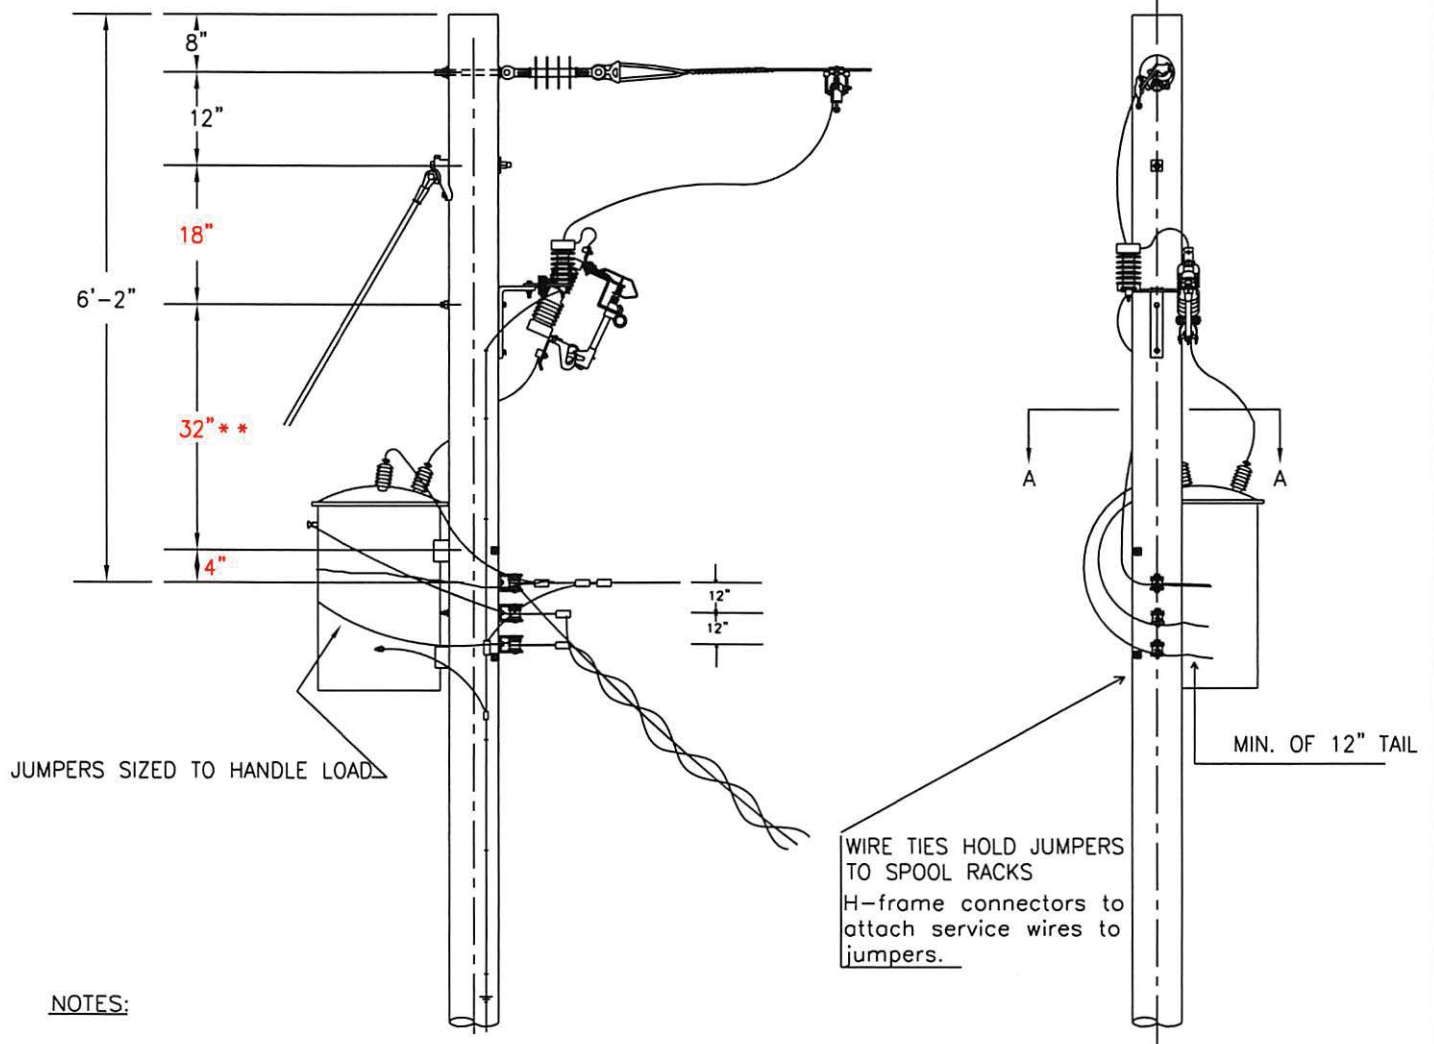 8"
12"
18"
6'-2"
32"**
4"
12"
12"
A A
JUMPERS SIZED TO HANDLE LOAD
MIN. OF 12" TAIL
WIRE TIES HOLD JUMPERS
TO SPOOL RACKS
H-frame connectors to
attach service wires to
jumpers.
NOTES: